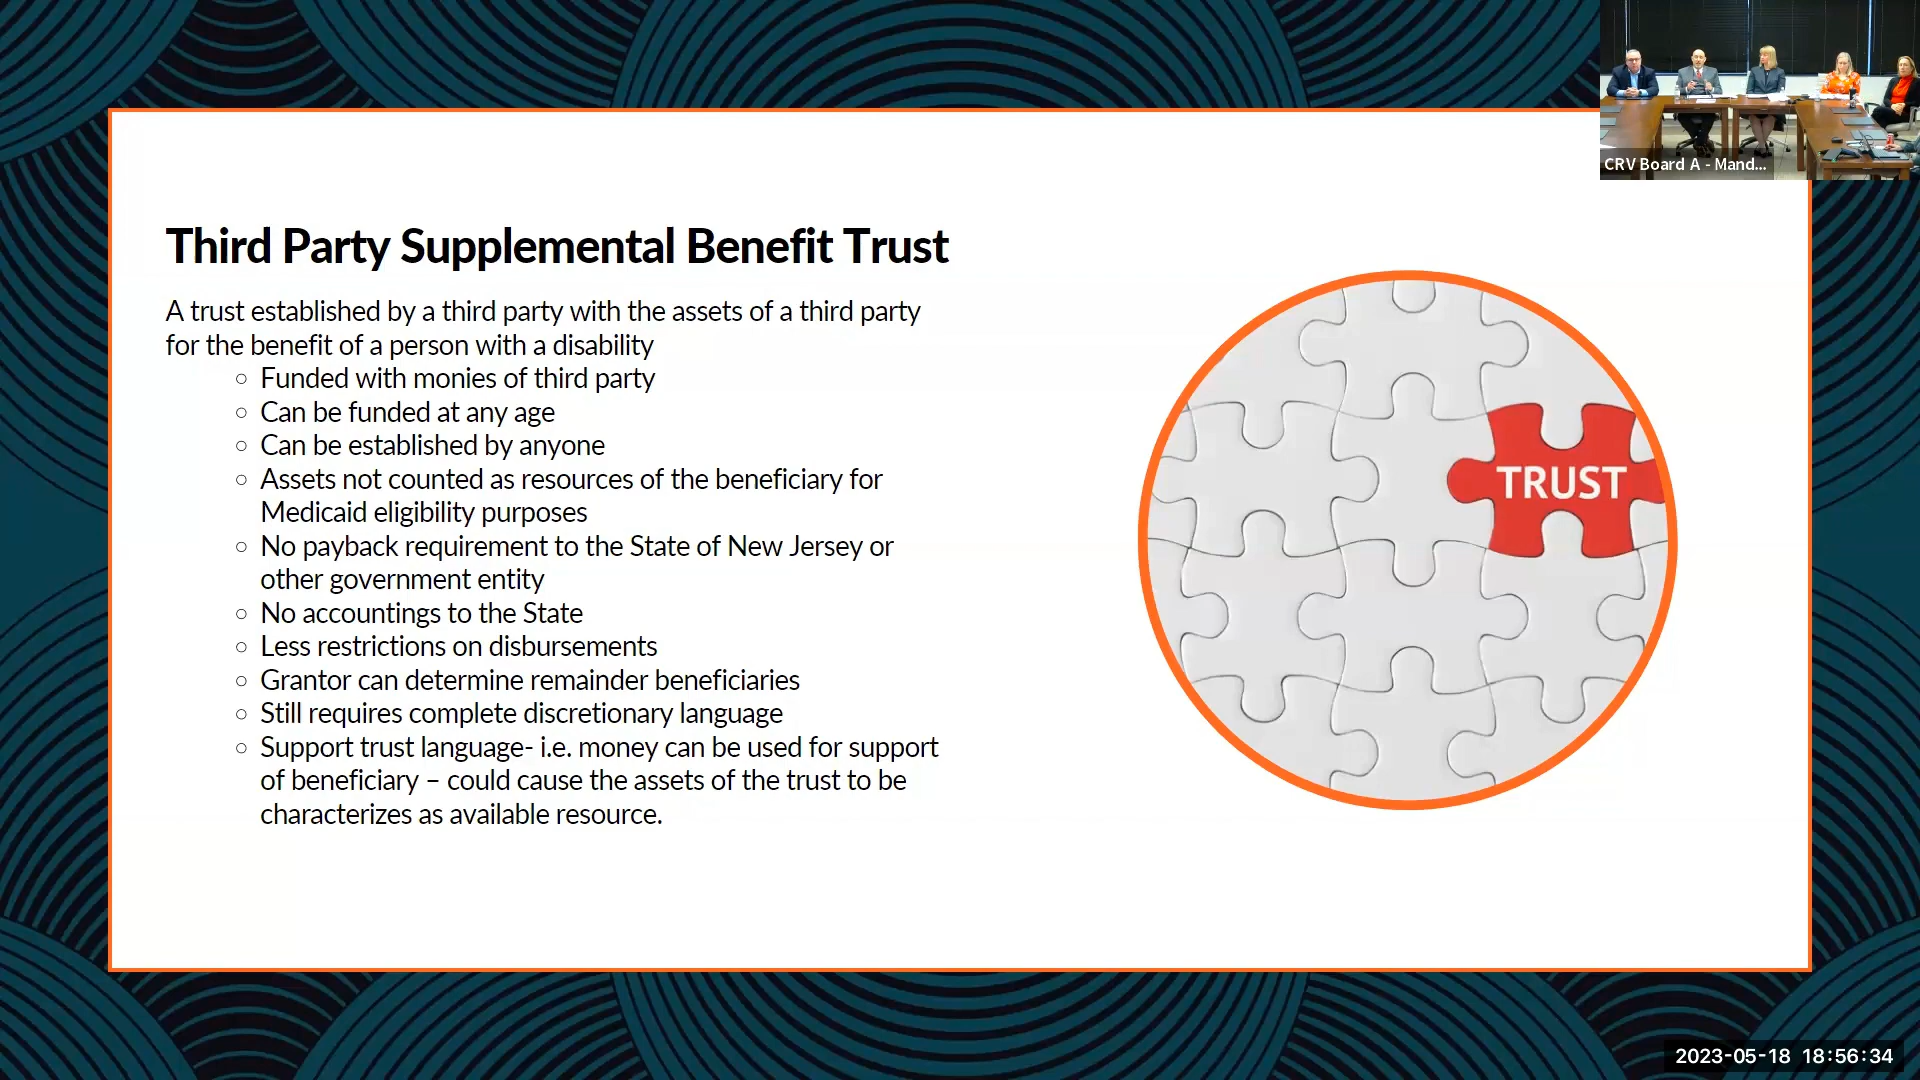 CRV Board A - Mand...
Third Party Supplemental Benefit Trust
A trust established by a third party with the assets of a third party
for the benefit of a person with a disability
○ Funded with monies of third party
○ Can be funded at any age
○ Can be established by anyone
○ Assets not counted as resources of the beneficiary for
Medicaid eligibility purposes
○ No payback requirement to the State of New Jersey or
other government entity
○ No accountings to the State
○ Less restrictions on disbursements
○ Grantor can determine remainder beneficiaries
○ Still requires complete discretionary language
○ Support trust language- i.e. money can be used for support
of beneficiary – could cause the assets of the trust to be
characterizes as available resource.
TRUST
2023-05-18 18:56:34